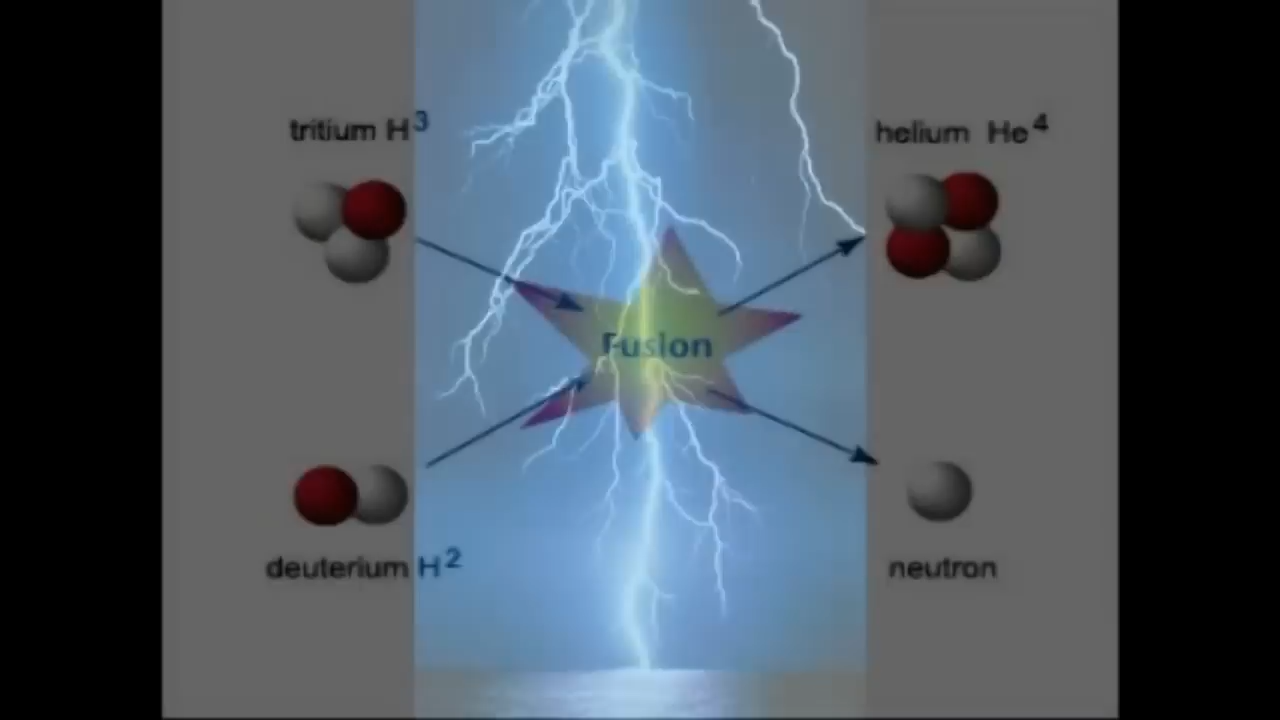 tritium H³
helium He⁴
Fusion
deuterium H²
neutron